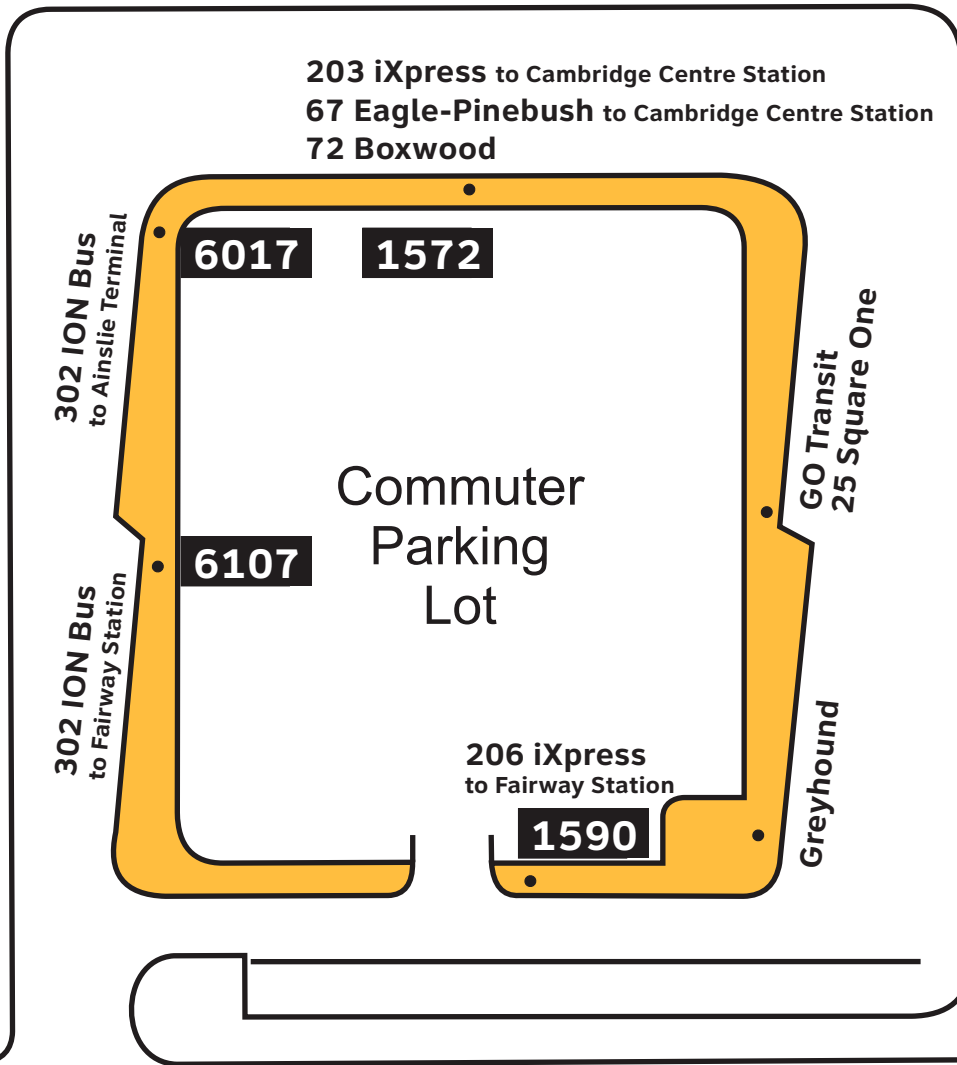 203 iXpress to Cambridge Centre Station
67 Eagle-Pinebush to Cambridge Centre Station
72 Boxwood
302 ION Bus
to Ainslie Terminal
6017
1572
GO Transit
25 Square One
Commuter
Parking
Lot
6107
302 ION Bus
to Fairway Station
206 iXpress
to Fairway Station
1590
Greyhound